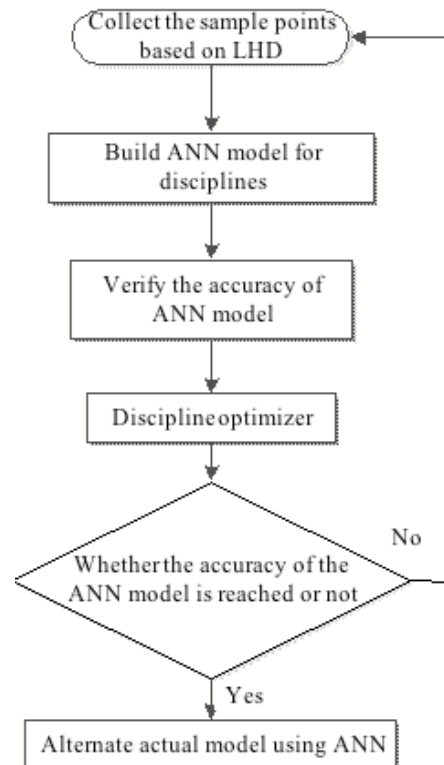 Collect the sample points
based on LHD
Build ANN model for
disciplines
Verify the accuracy of
ANN model
Discipline optimizer
Whether the accuracy of the
ANN model is reached or not
No
Yes
Alternate actual model using ANN